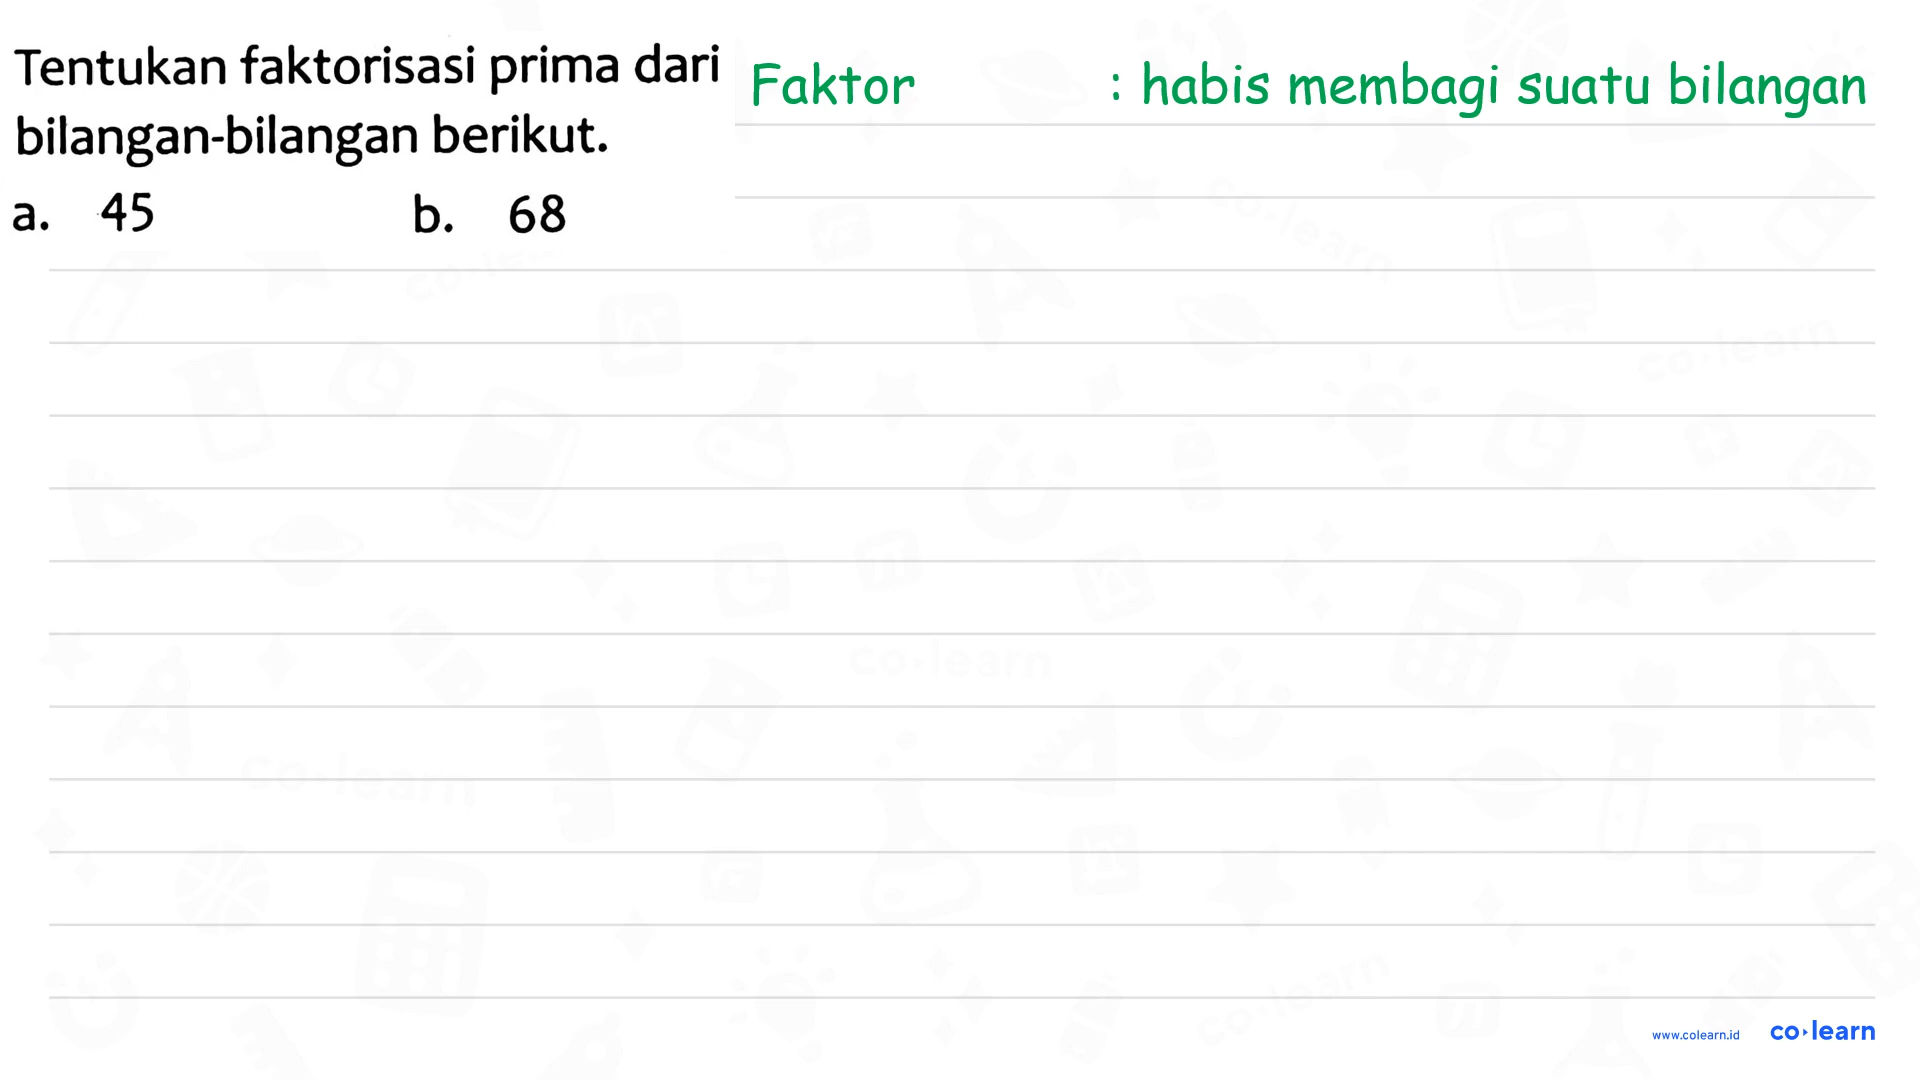 Tentukan faktorisasi prima dari
bilangan-bilangan berikut.
a. 45 b. 68
Faktor : habis membagi suatu bilangan
www.colearn.id co·learn